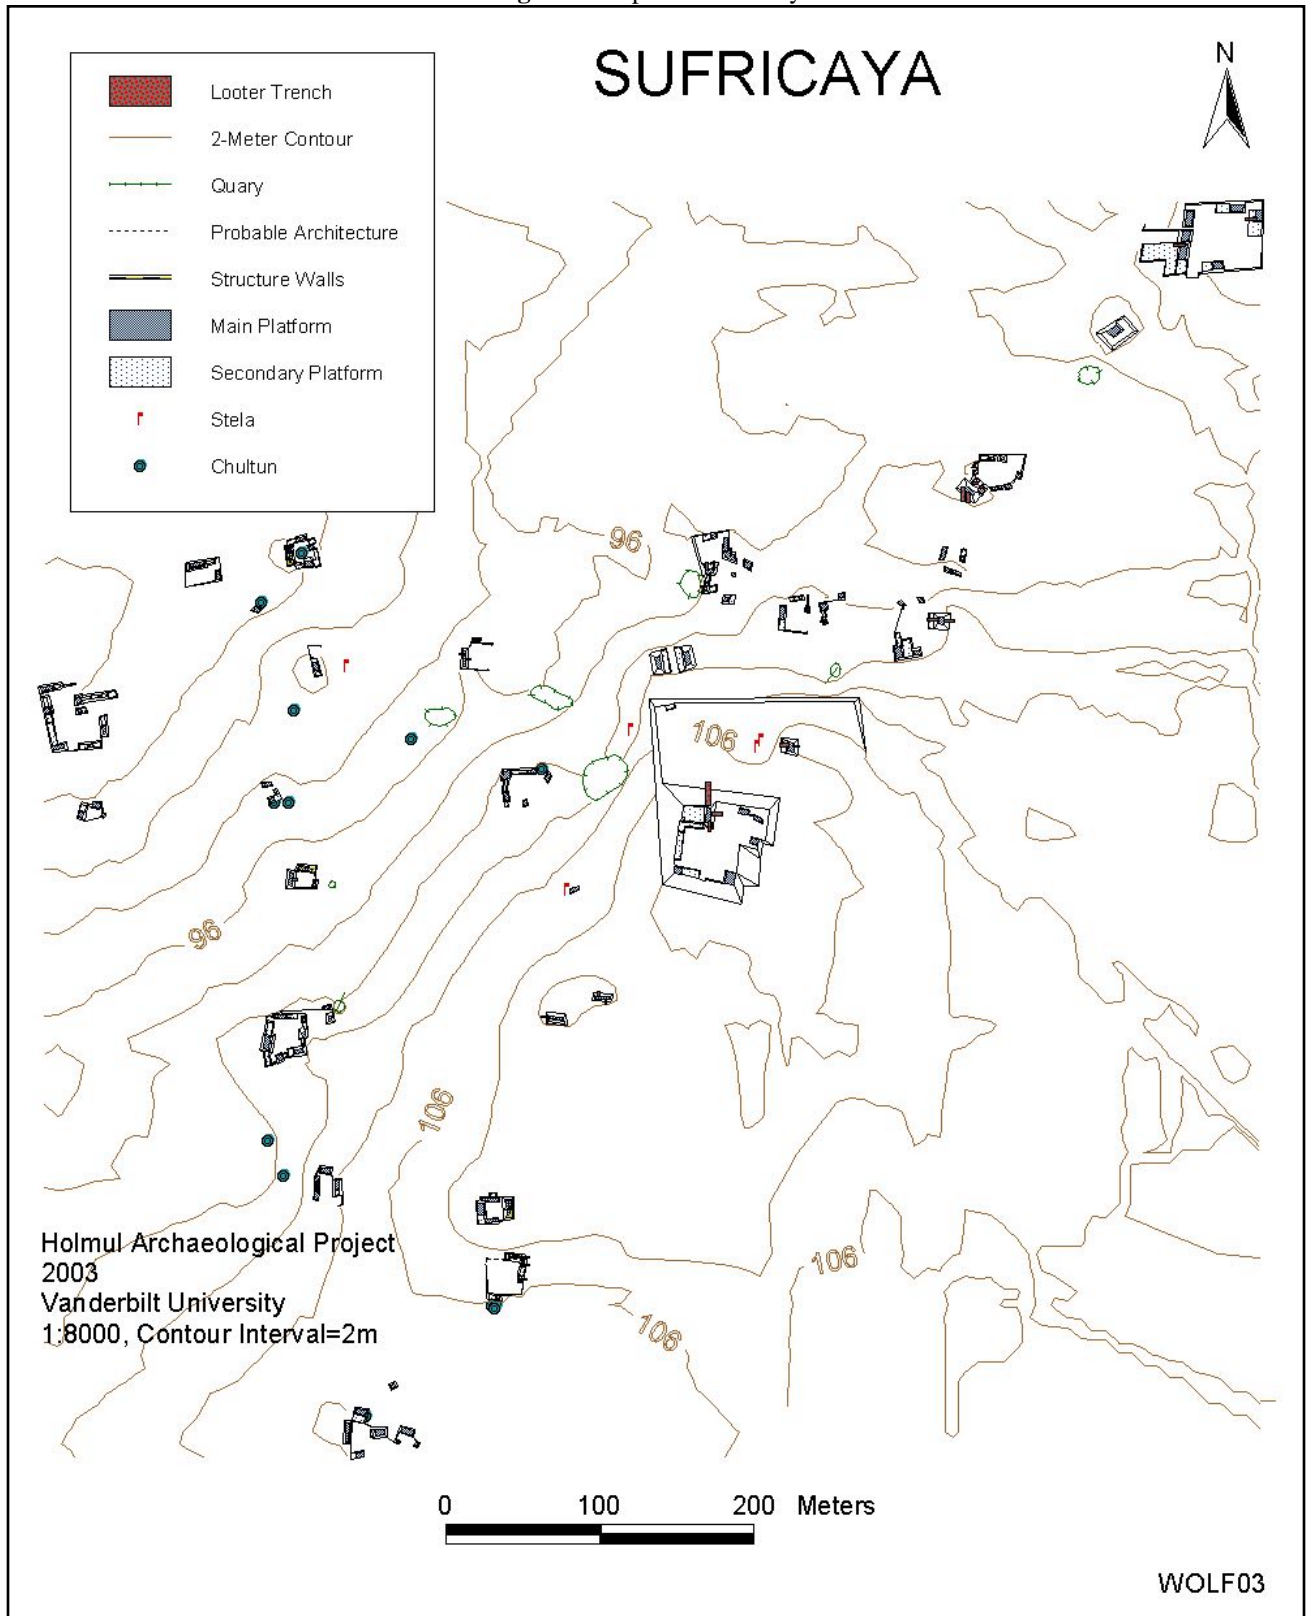 SUFRICAYA
N
Looter Trench
2-Meter Contour
Quary
Probable Architecture
Structure Walls
Main Platform
Secondary Platform
Stela
Chultun
96
106
96
106
106
106
Holmul Archaeological Project
2003
Vanderbilt University
1:8000, Contour Interval=2m
0 100 200 Meters
WOLF03